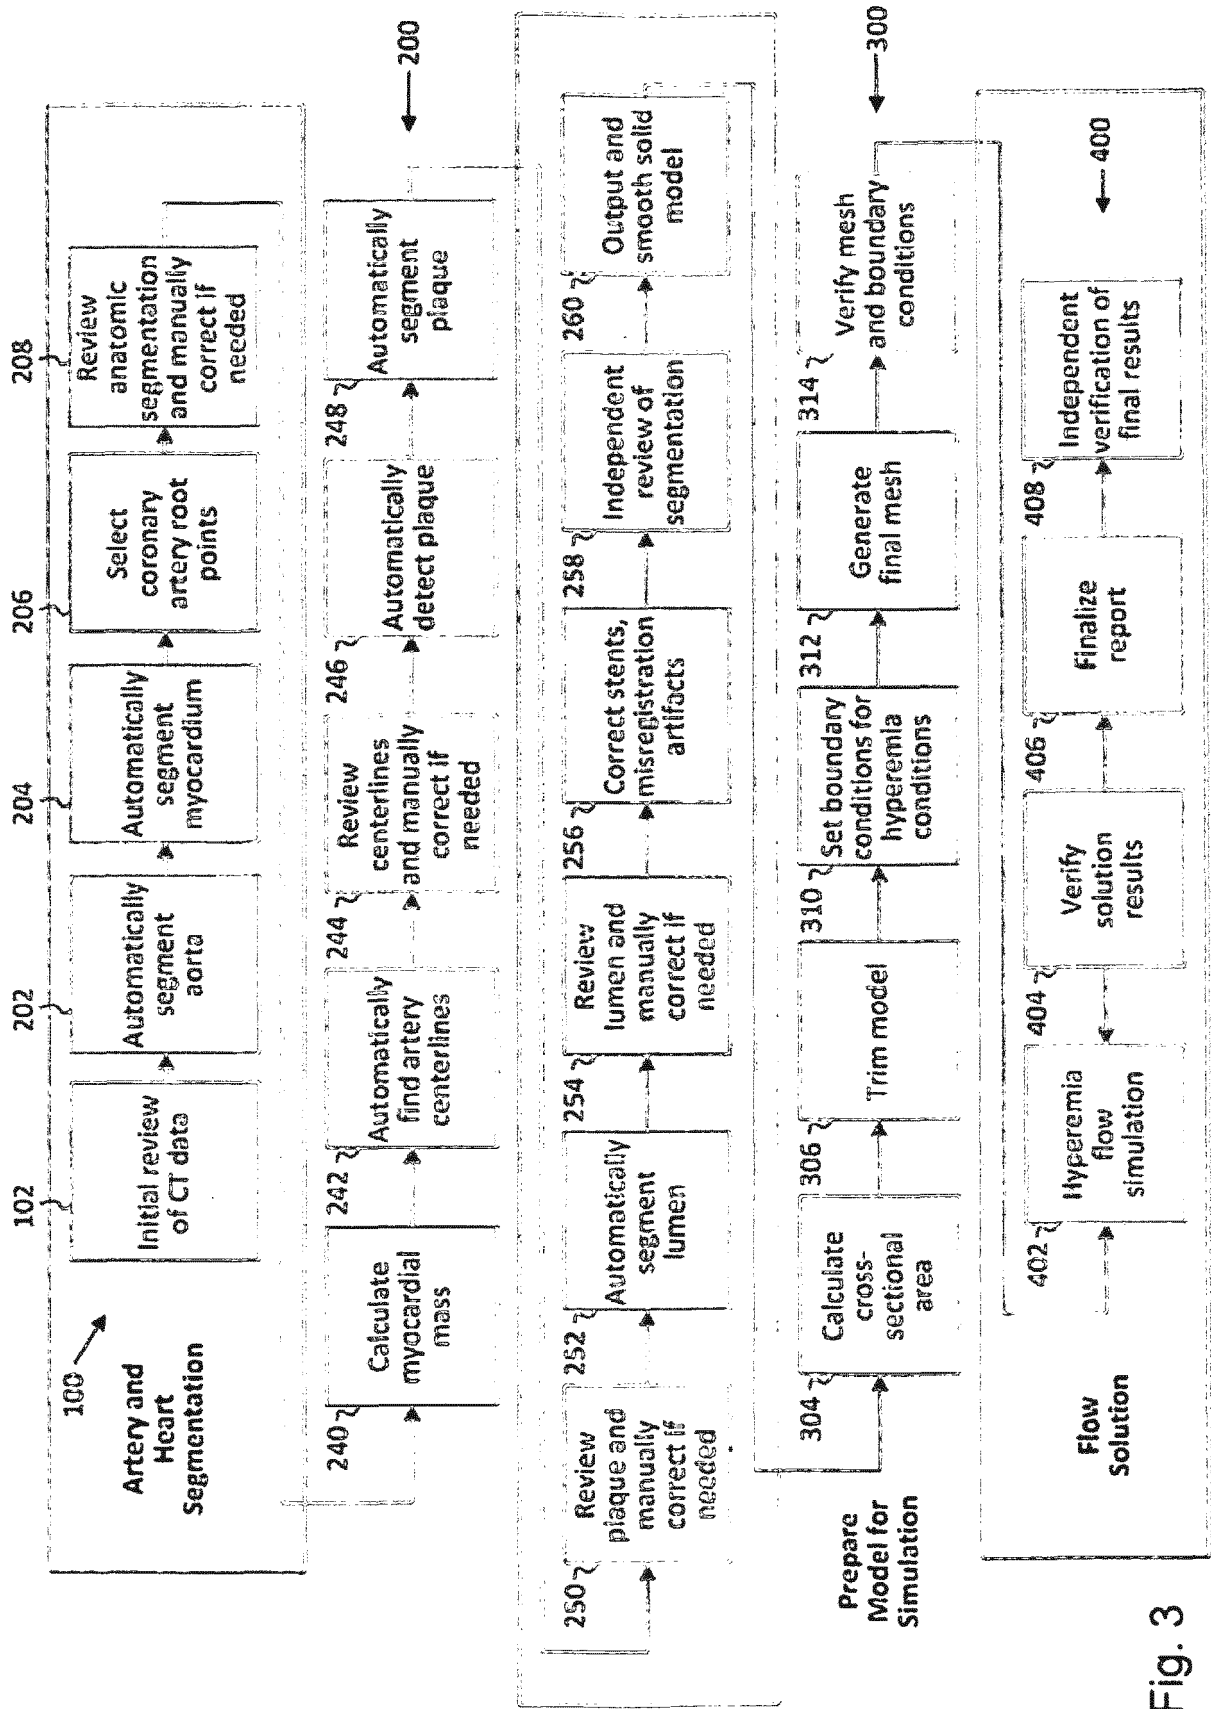 100
Artery and
Heart
Segmentation
102
Initial review
of CT data
202
Automatically
segment
aorta
204
Automatically
segment
myocardium
206
Select
coronary
artery root
points
208
Review
anatomic
segmentation
and manually
correct if
needed
200
240
Calculate
myocardial
mass
242
Automatically
find artery
centerlines
244
Review
centerlines
and manually
correct if
needed
246
Automatically
detect plaque
248
Automatically
segment
plaque
250
Review
plaque and
manually
correct if
needed
252
Automatically
segment
lumen
254
Review
lumen and
manually
correct if
needed
256
Correct stents,
misregistration
artifacts
258
Independent
review of
segmentation
260
Output and
smooth solid
model
300
Prepare
Model for
Simulation
304
Calculate
cross-
sectional
area
306
Trim model
310
Set boundary
conditions for
hyperemia
conditions
312
Generate
final mesh
314
Verify mesh
and boundary
conditions
400
Flow
Solution
402
Hyperemia
flow
simulation
404
Verify
solution
results
406
Finalize
report
408
Independent
verification of
final results
Fig. 3